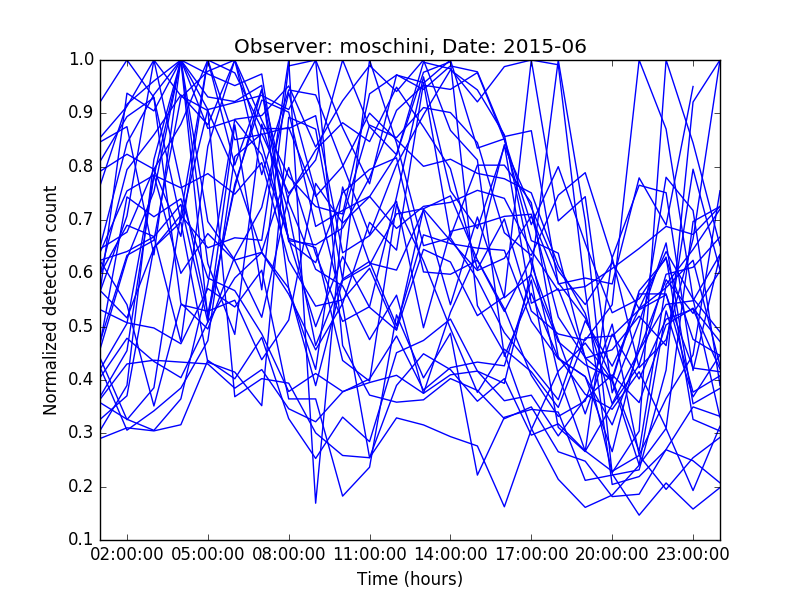 Observer: moschini, Date: 2015-06
Normalized detection count
1.0
0.9
0.8
0.7
0.6
0.5
0.4
0.3
0.2
0.1
02:00:00 05:00:00 08:00:00 11:00:00 14:00:00 17:00:00 20:00:00 23:00:00
Time (hours)